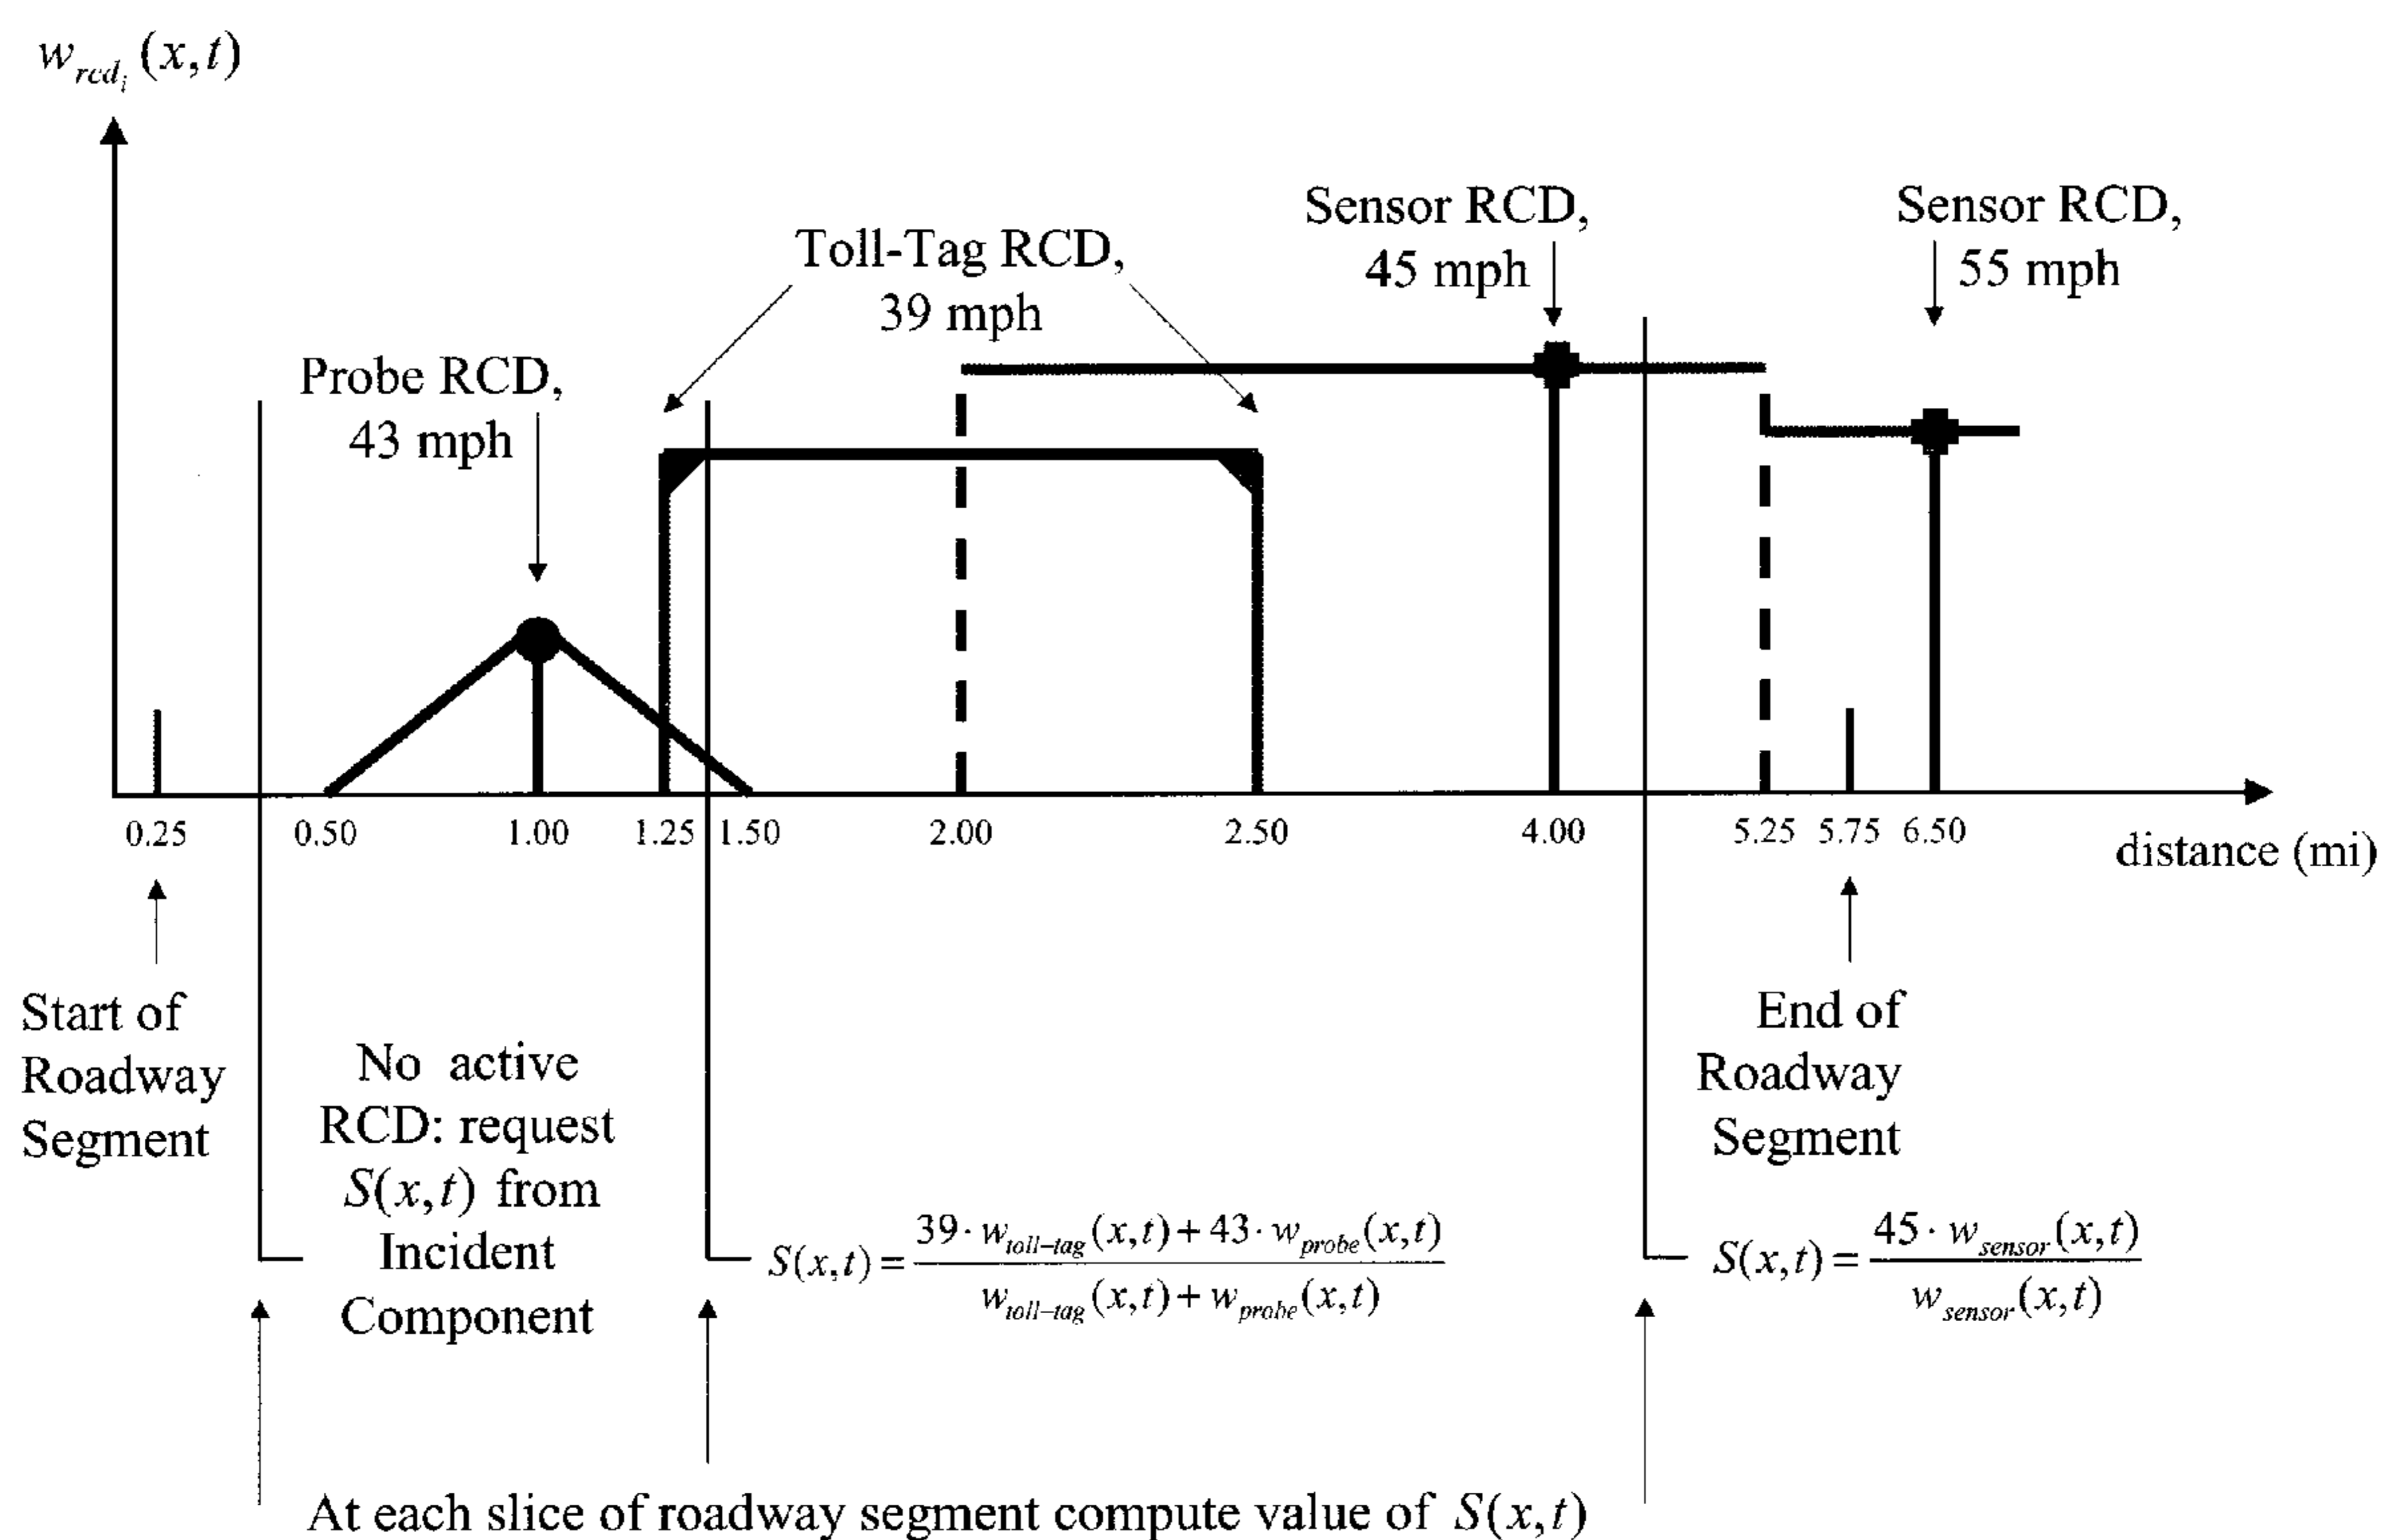 w_{rcd_i}(x,t)
Sensor RCD,
45 mph
Sensor RCD,
55 mph
Toll-Tag RCD,
39 mph
Probe RCD,
43 mph
0.25 0.50 1.00 1.25 1.50 2.00 2.50 4.00 5.25 5.75 6.50
distance (mi)
Start of
Roadway
Segment
No active
RCD: request
S(x,t) from
Incident
Component
S(x,t) = \frac{39 · w_{toll-tag}(x,t) + 43 · w_{probe}(x,t)}{w_{toll-tag}(x,t) + w_{probe}(x,t)}
End of
Roadway
Segment
S(x,t) = \frac{45 · w_{sensor}(x,t)}{w_{sensor}(x,t)}
At each slice of roadway segment compute value of S(x,t)